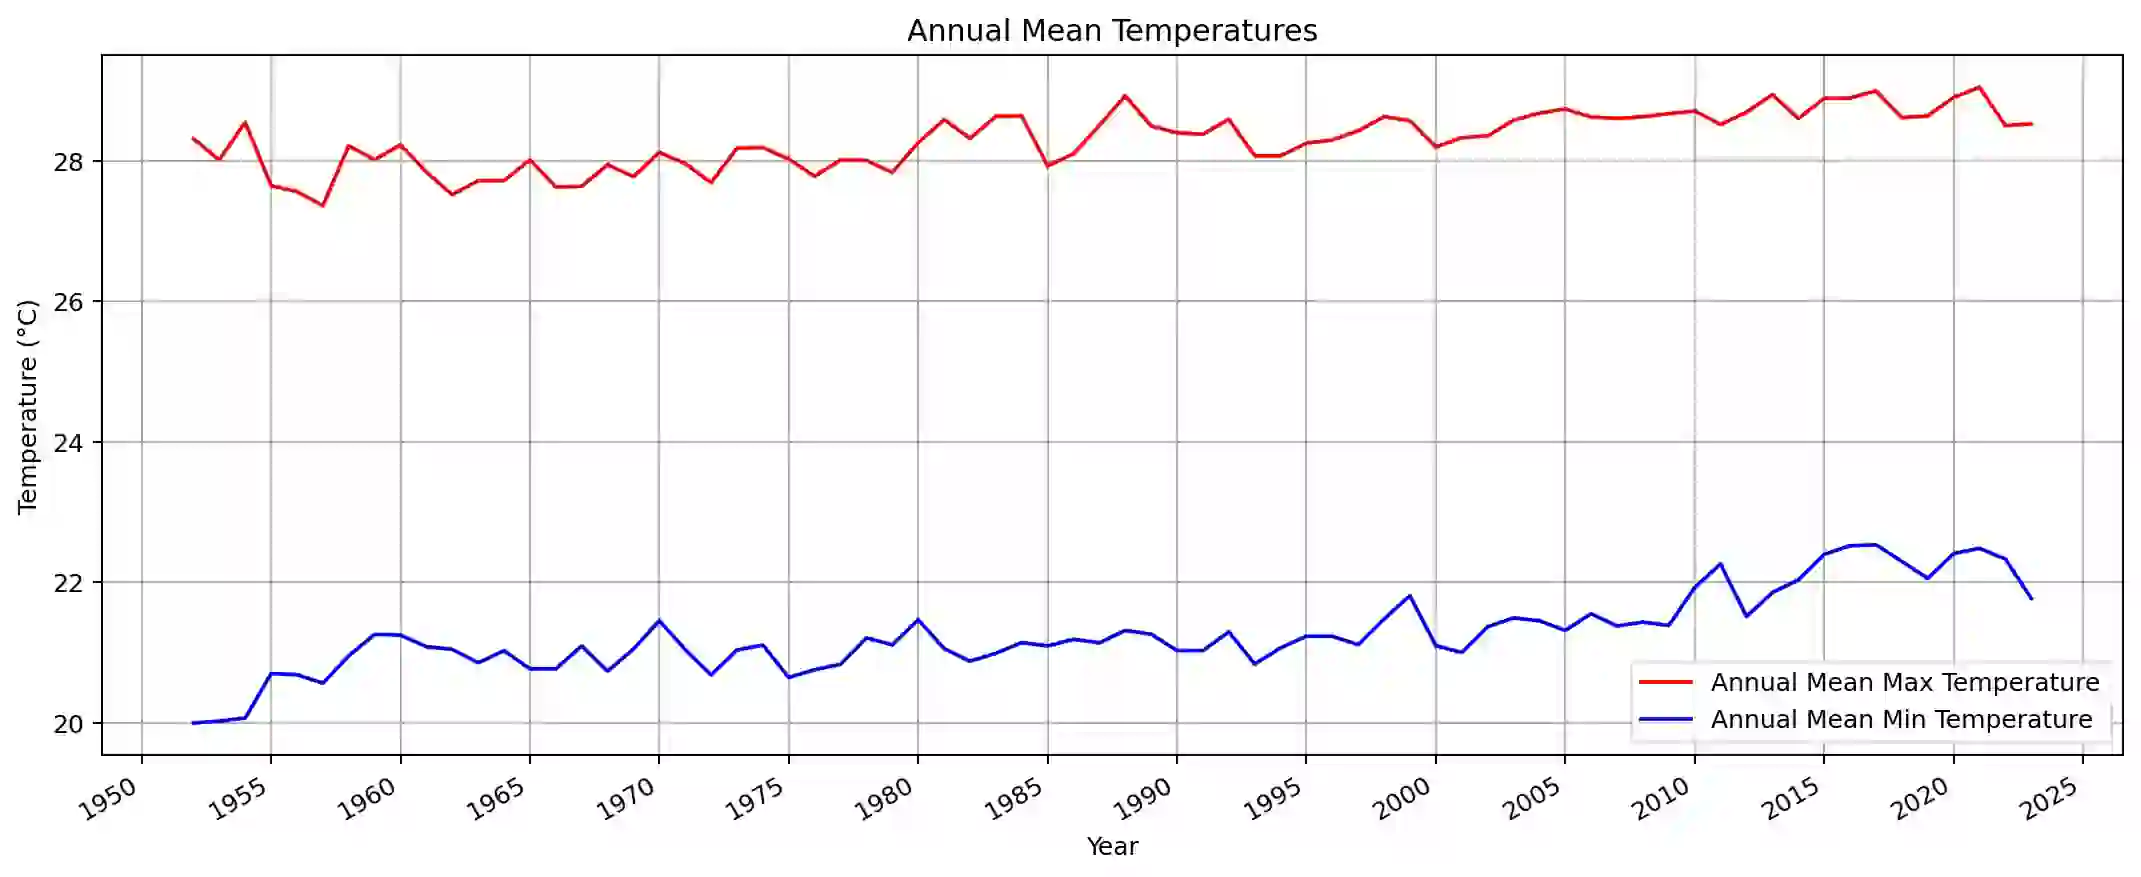 Annual Mean Temperatures
28
26
24
22
20
Temperature (°C)
1950 1955 1960 1965 1970 1975 1980 1985 1990 1995 2000 2005 2010 2015 2020 2025
Year
Annual Mean Max Temperature
Annual Mean Min Temperature